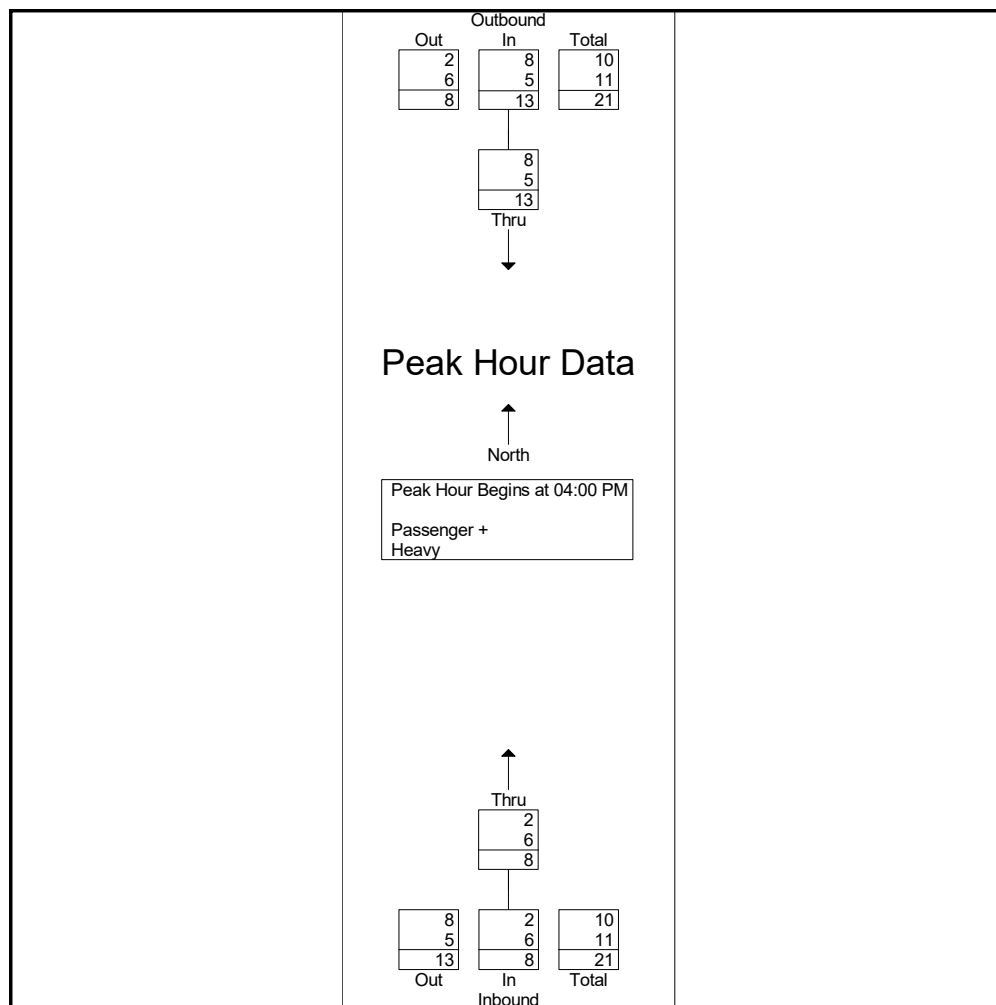 Outbound
Out In Total
2 8 10
6 5 11
8 13 21
8
5
13
Thru
Peak Hour Data
North
Peak Hour Begins at 04:00 PM
Passenger +
Heavy
Thru
2
6
8
8 2 10
5 6 11
13 8 21
Out In Total
Inbound